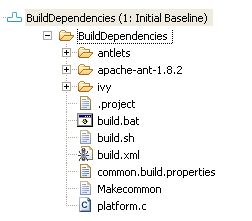 BuildDependencies (1: Initial Baseline)
BuildDependencies
antlets
apache-ant-1.8.2
ivy
.project
build.bat
build.sh
build.xml
common.build.properties
Makecommon
platform.c